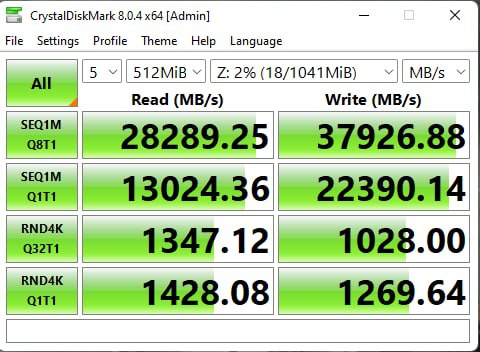 CrystalDiskMark 8.0.4 x64 [Admin]
File Settings Profile Theme Help Language
All 5 512MiB Z: 2% (18/1041MiB) MB/s
Read (MB/s) Write (MB/s)
SEQ1M
Q8T1 28289.25 37926.88
SEQ1M
Q1T1 13024.36 22390.14
RND4K
Q32T1 1347.12 1028.00
RND4K
Q1T1 1428.08 1269.64